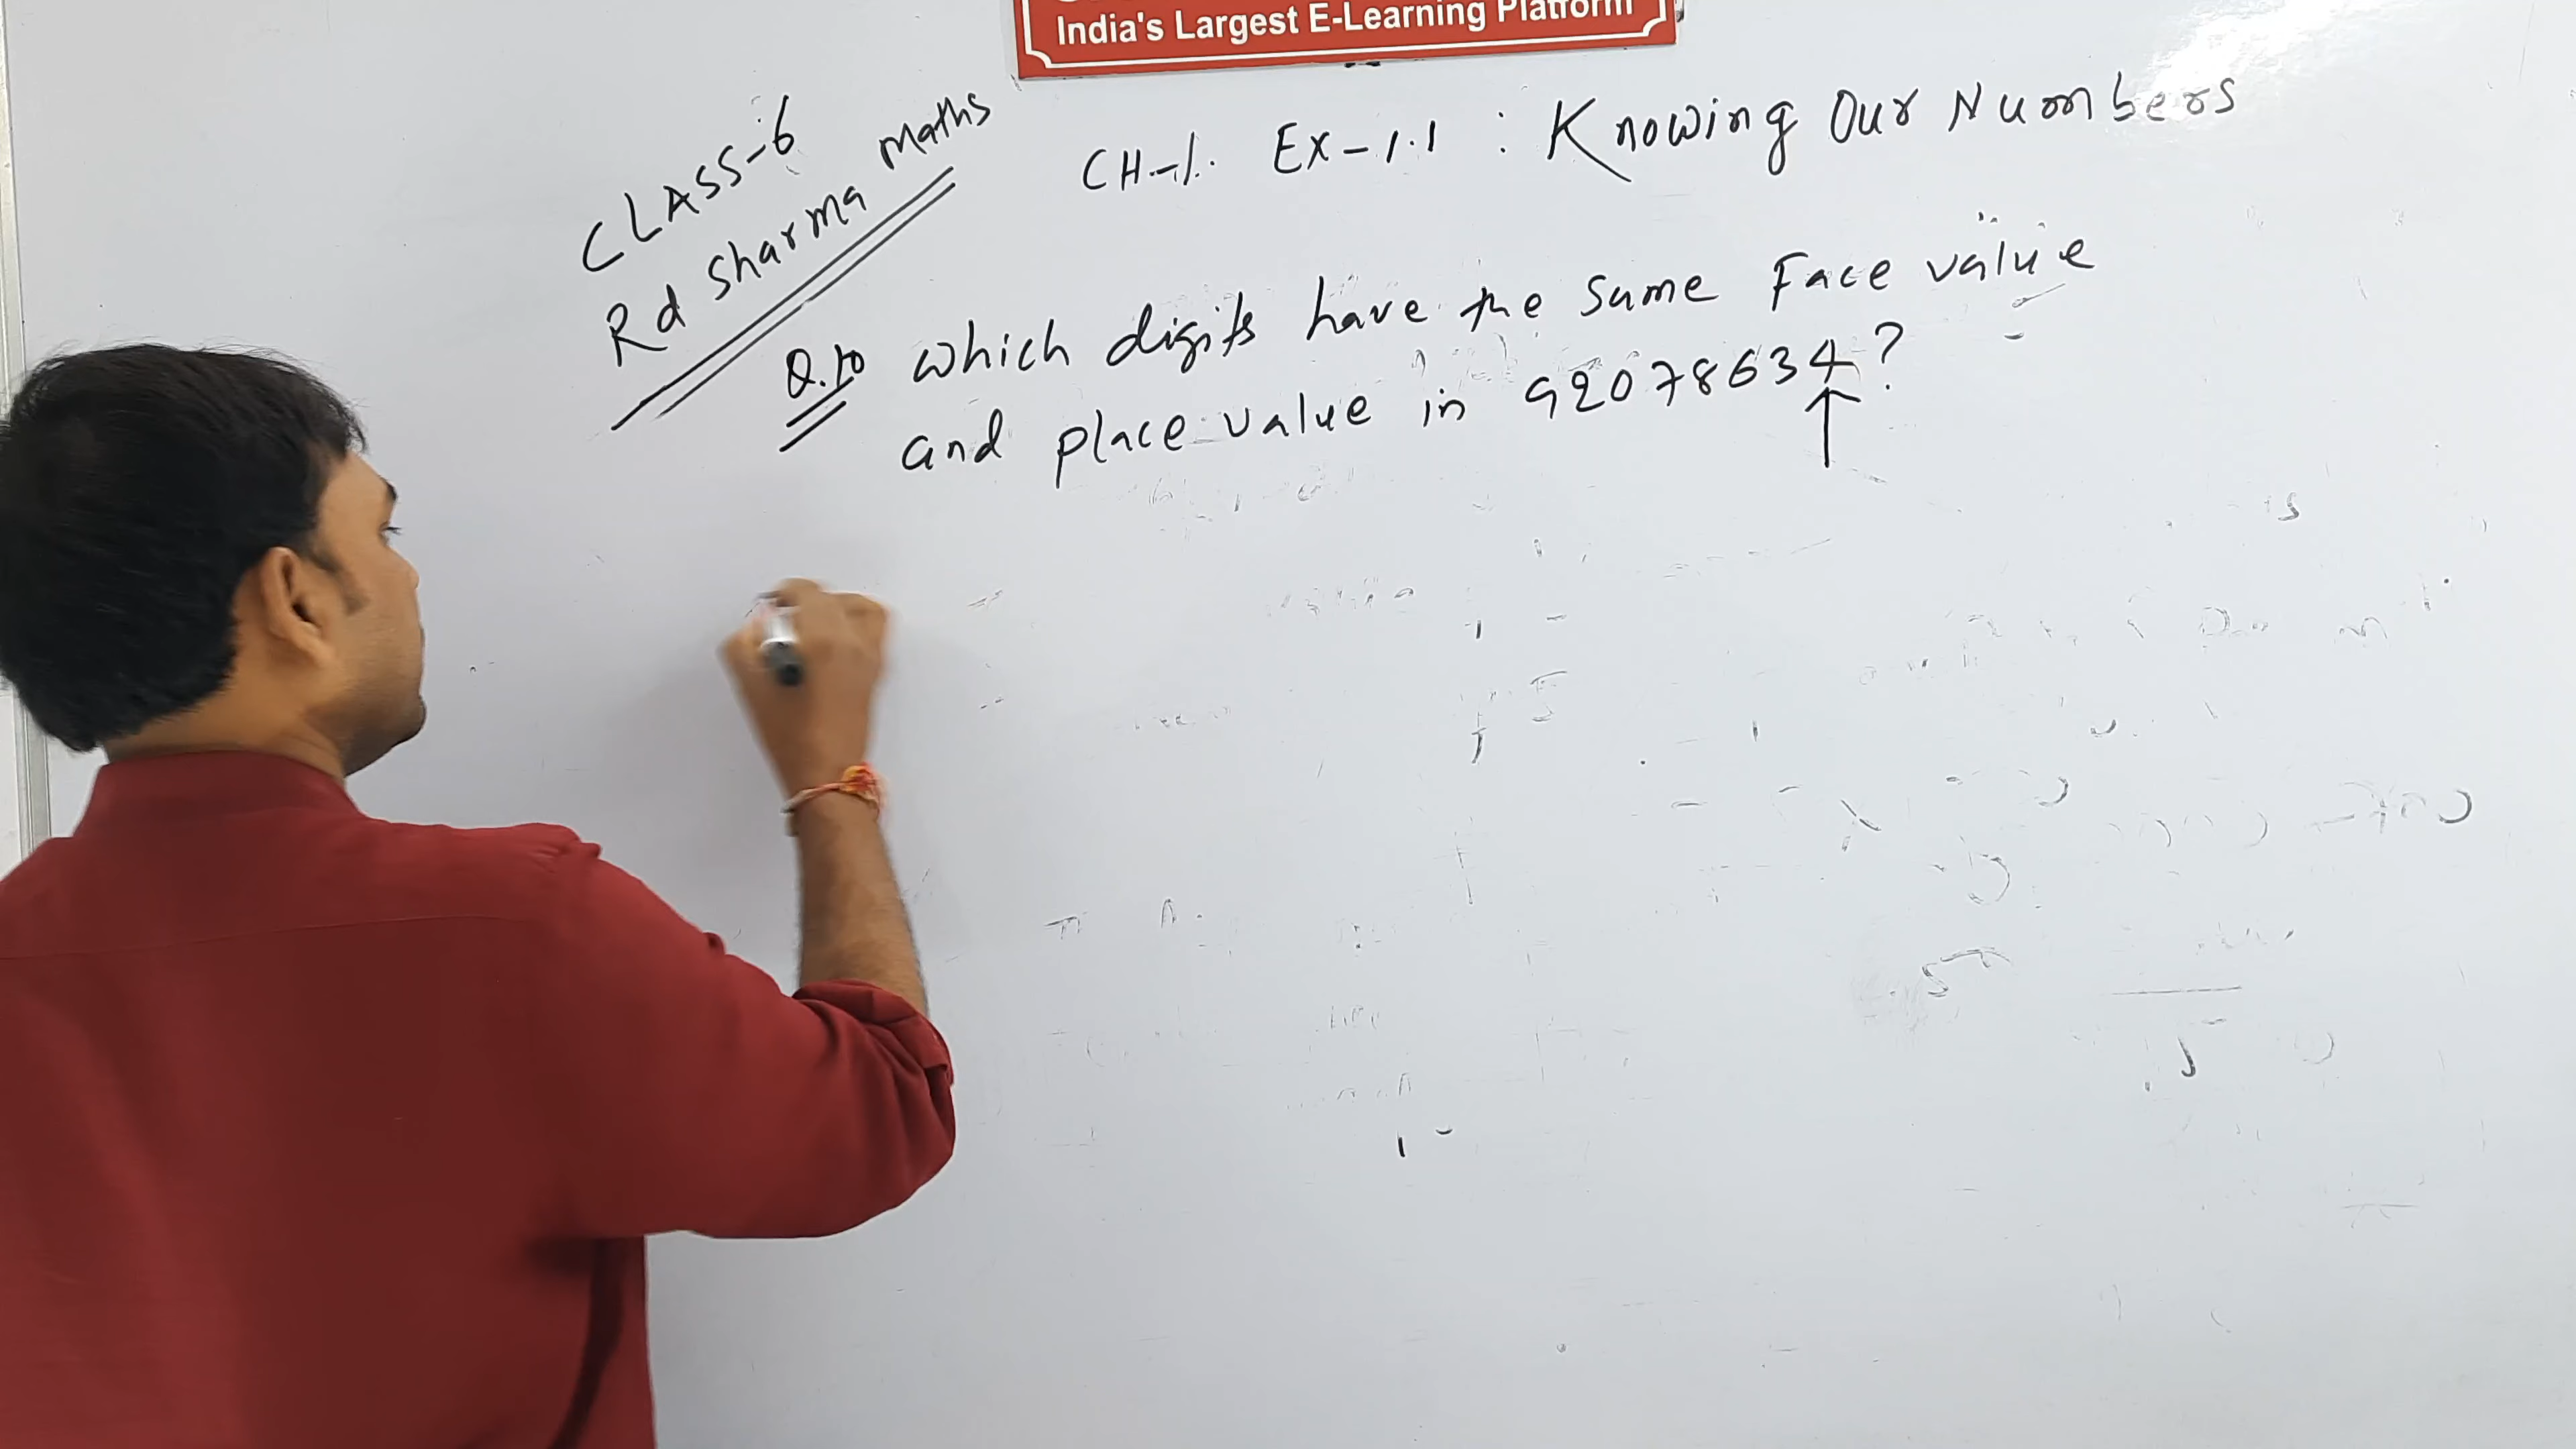 India's Largest E-Learning Platform
CLASS-6
Rd Sharma Maths
CH-1. Ex-1.1 : Knowing Our Numbers
Q.10 which digits have the same Face value
and place value in 92078634?